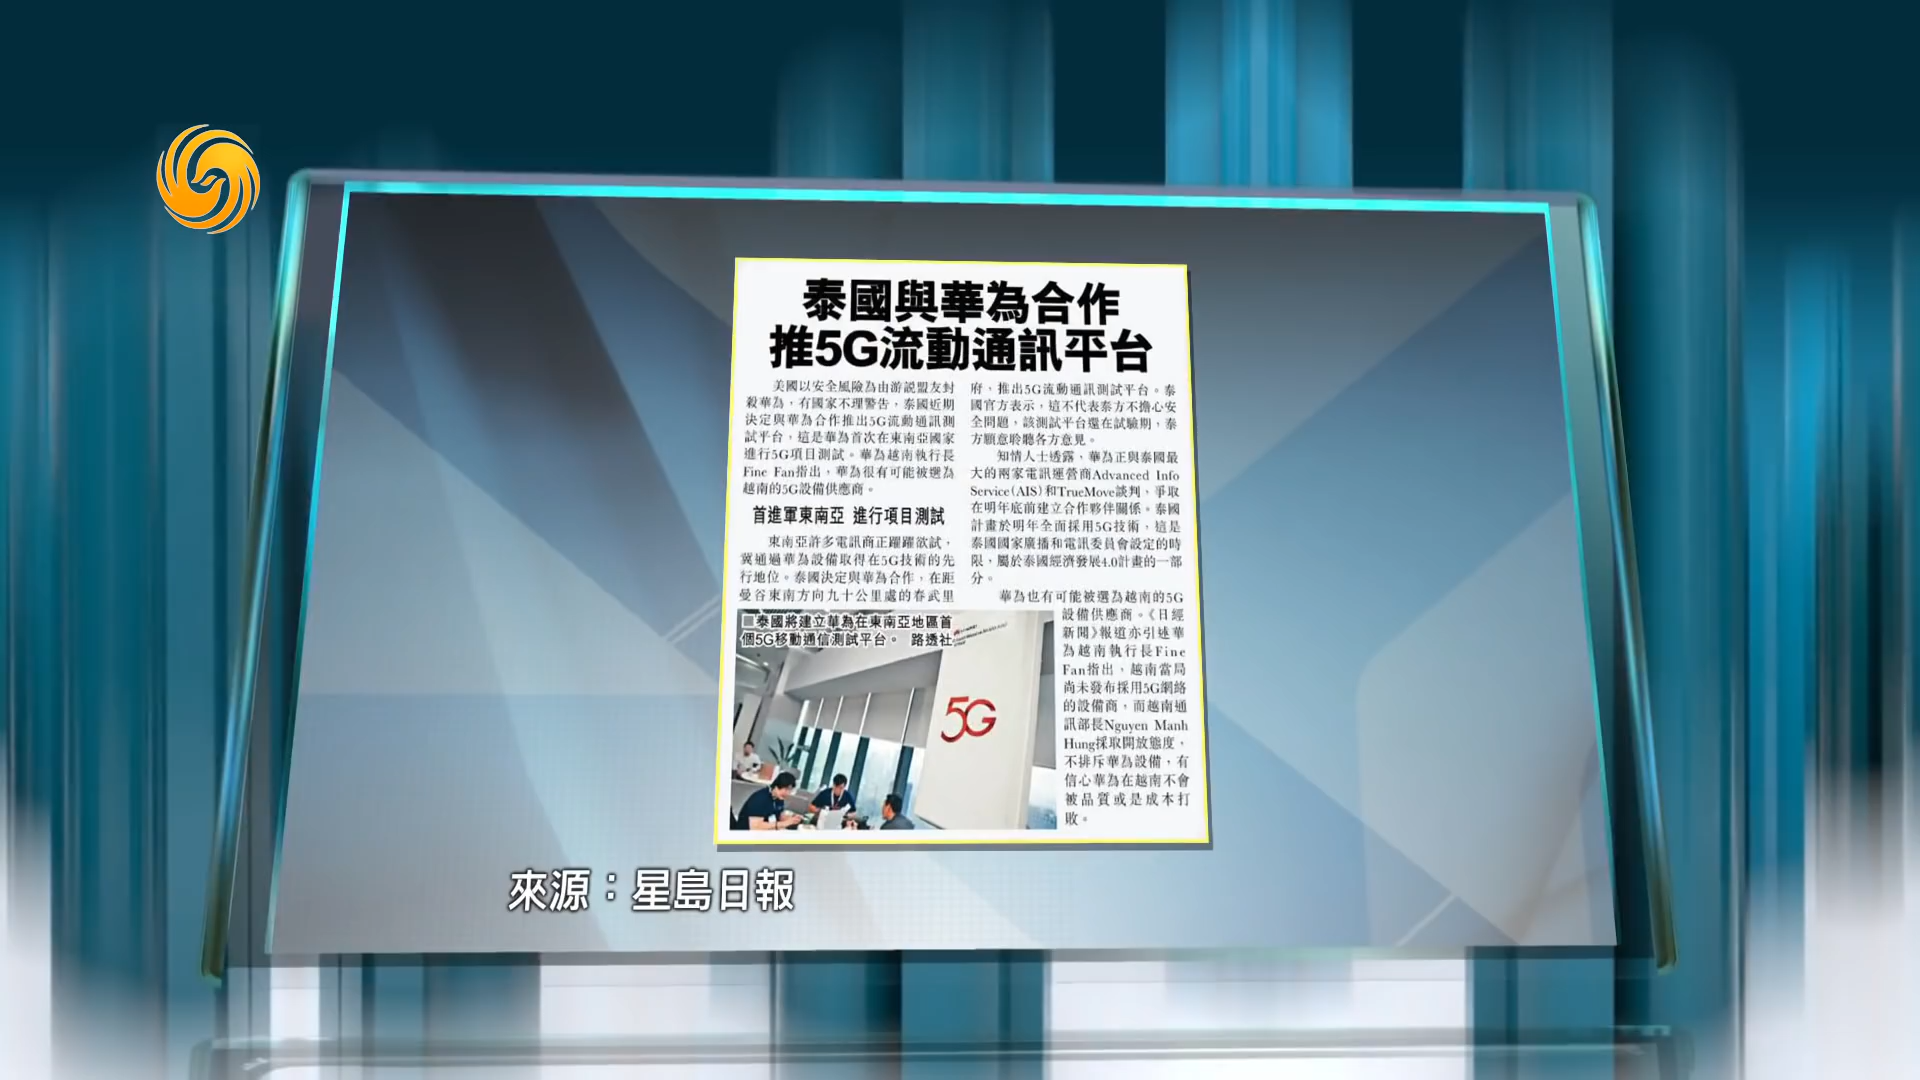 泰國與華為合作
推5G流動通訊平台
美國以安全風險為由游說盟友封
殺華為，有國家不理警告，泰國近期
決定與華為合作推出5G流動通訊測
試平台，這是華為首次在東南亞國家
進行5G項目測試。華為越南執行長
Fine Fan指出，華為很有可能被選為
越南的5G設備供應商。
首進軍東南亞 進行項目測試
東南亞許多電訊商正躍躍欲試，
冀通過華為設備取得在5G技術的先
行地位。泰國決定與華為合作，在距
曼谷東南方向九十公里處的春武里
府，推出5G流動通訊測試平台。泰
國官方表示，這不代表泰方不擔心安
全問題，該測試平台還在試驗期，泰
方願意聆聽各方意見。
知情人士透露，華為正與泰國最
大的兩家電訊運營商Advanced Info
Service(AIS)和TrueMove談判，爭取
在明年底前建立合作夥伴關係。泰國
計畫於明年全面採用5G技術，這是
泰國國家廣播和電訊委員會設定的時
限，屬於泰國經濟發展4.0計畫的一部
分。
華為也有可能被選為越南的5G
設備供應商。《日經
新聞》報道亦引述華
為越南執行長Fine
Fan指出，越南當局
尚未發布採用5G網絡
的設備商，而越南通
訊部長Nguyen Manh
Hung採取開放態度，
不排斥華為設備，有
信心華為在越南不會
被品質或是成本打
敗。
■泰國將建立華為在東南亞地區首
個5G移動通信測試平台。 路透社
5G
來源：星島日報